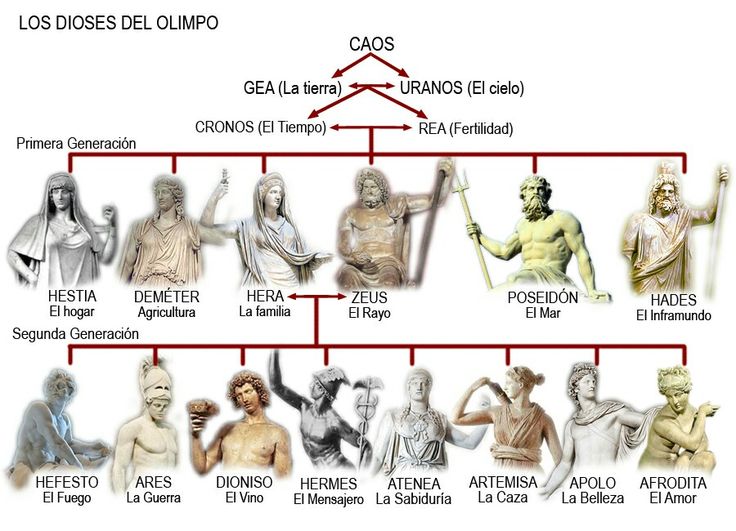 LOS DIOSES DEL OLIMPO
CAOS
GEA (La tierra) URANOS (El cielo)
CRONOS (El Tiempo) REA (Fertilidad)
Primera Generación
HESTIA DEMÉTER HERA ZEUS POSEIDÓN HADES
El hogar Agricultura La familia El Rayo El Mar El Inframundo
Segunda Generación
HEFESTO ARES DIONISO HERMES ATENEA ARTEMISA APOLO AFRODITA
El Fuego La Guerra El Vino El Mensajero La Sabiduría La Caza La Belleza El Amor